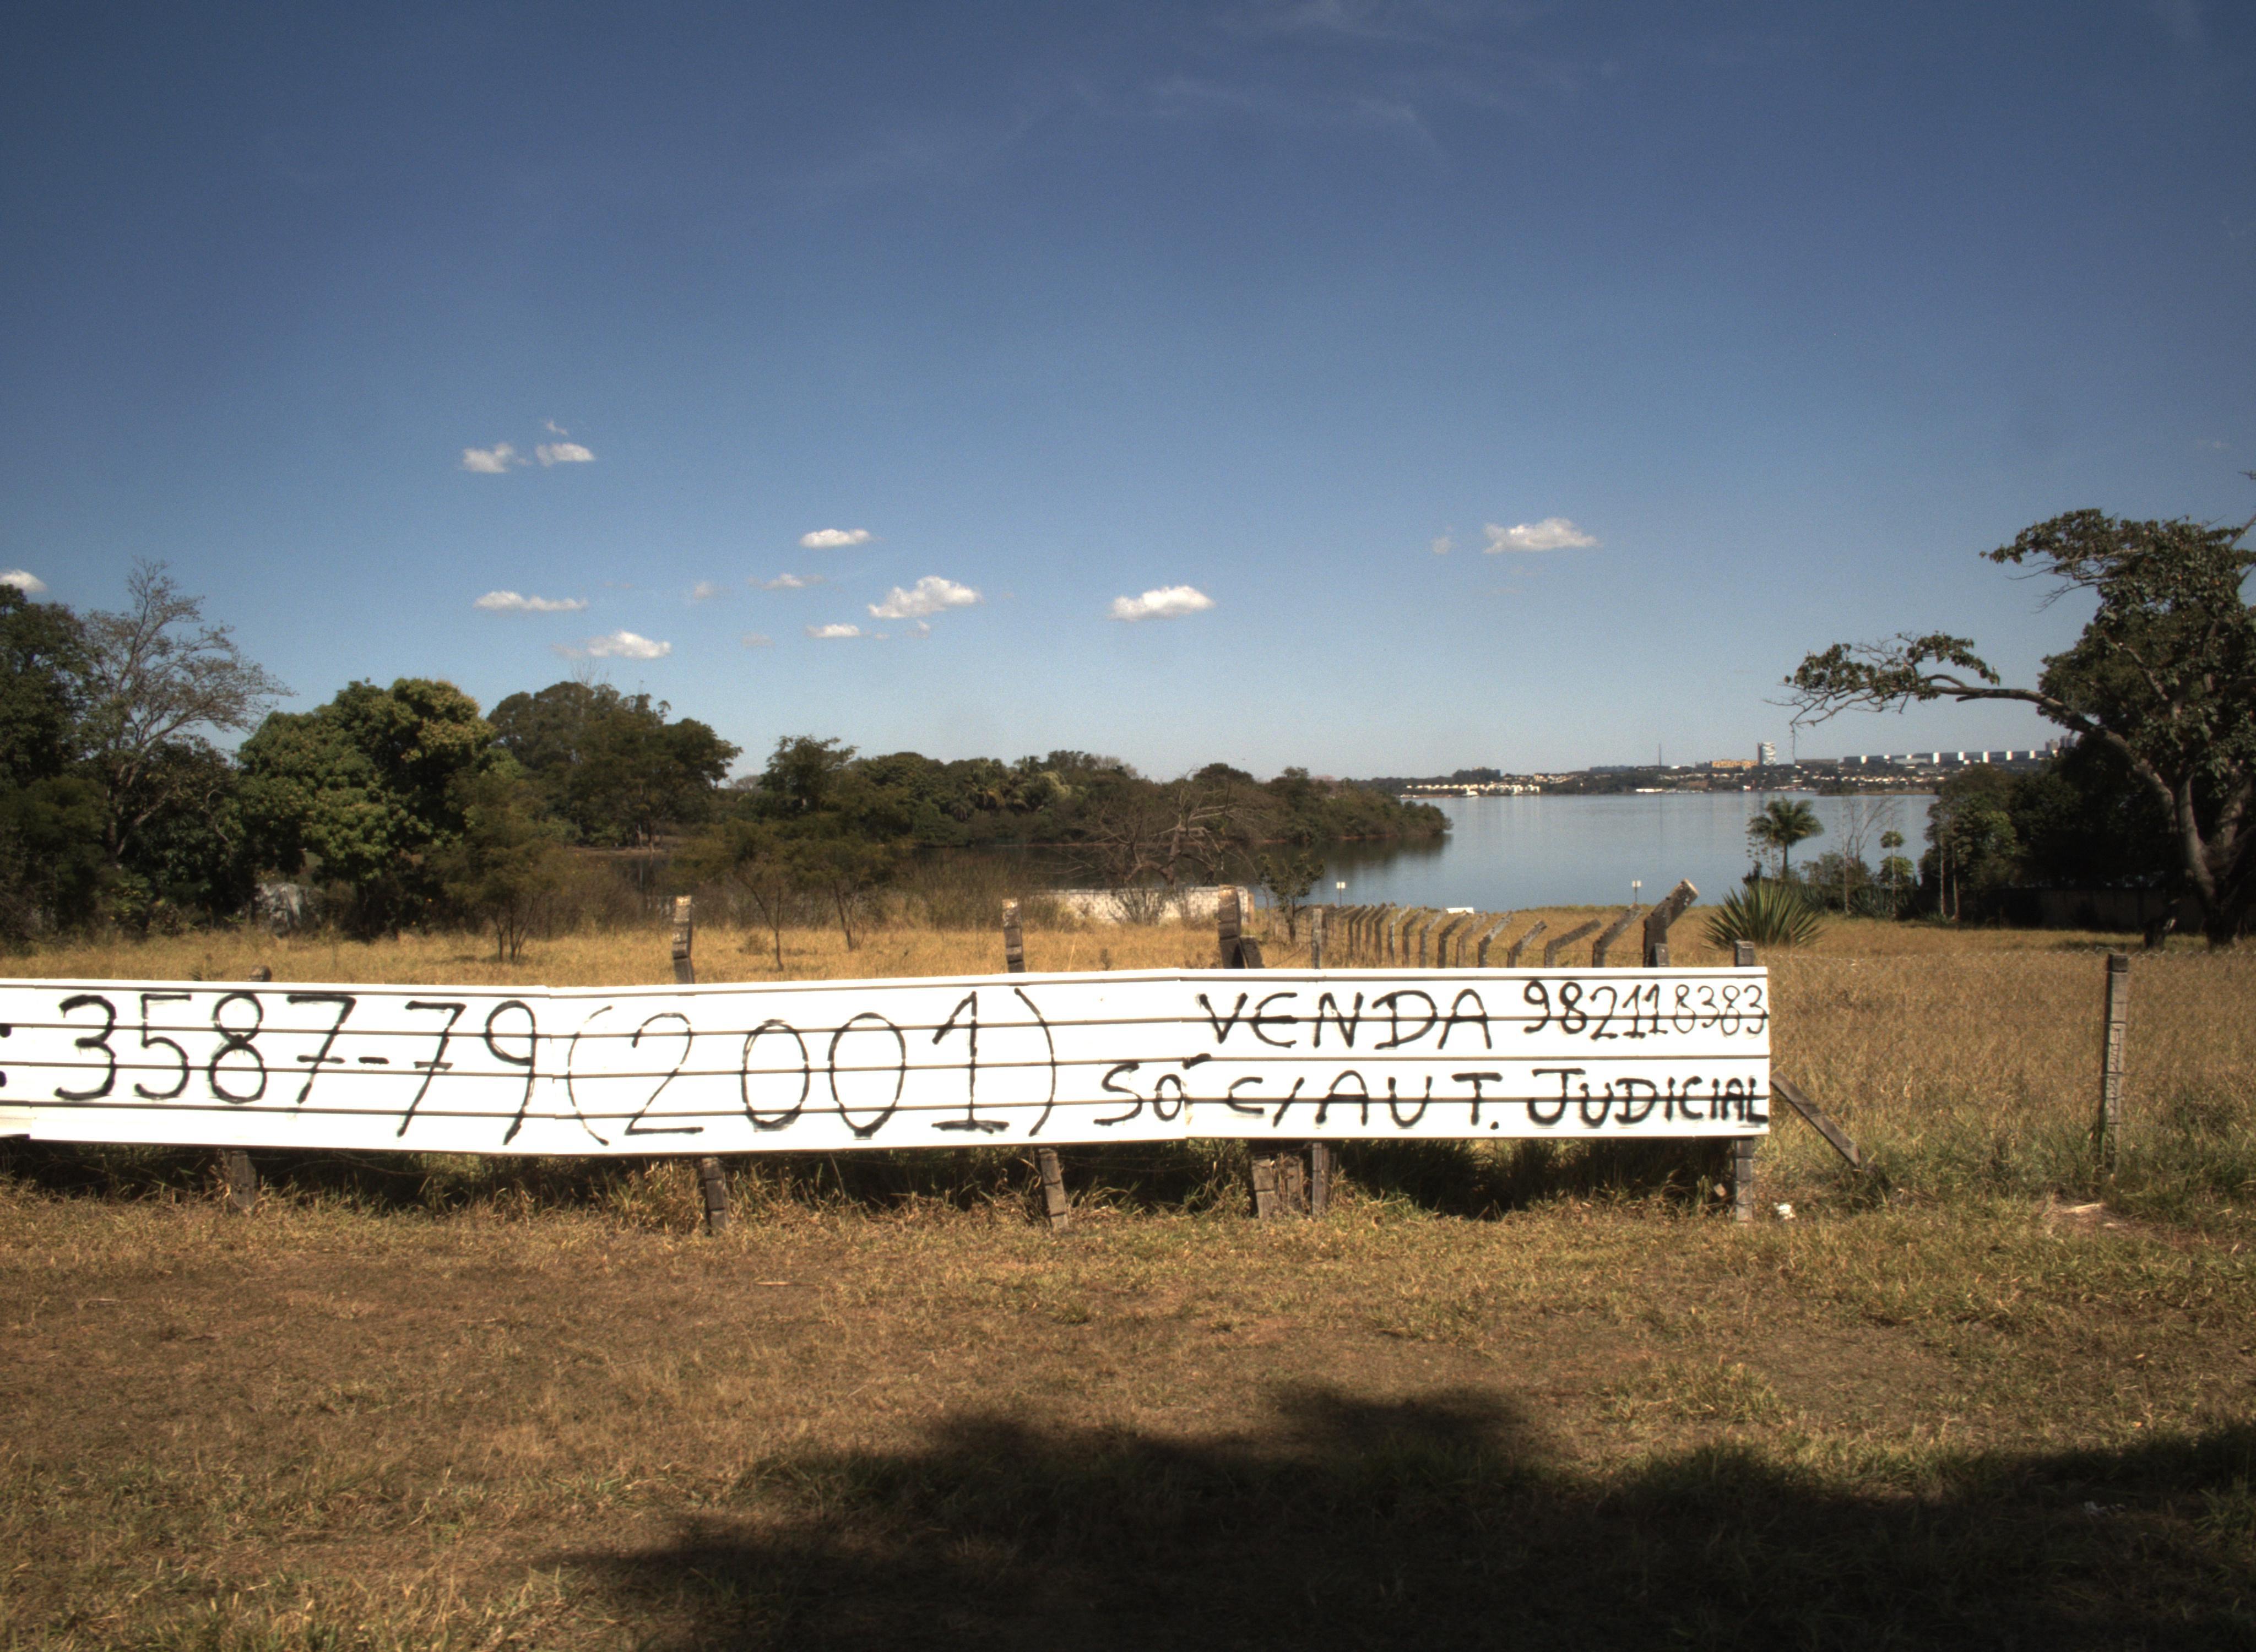 : 3587-79 (2001)
VENDA 982118383
SÓ C/AUT. JUDICIAL